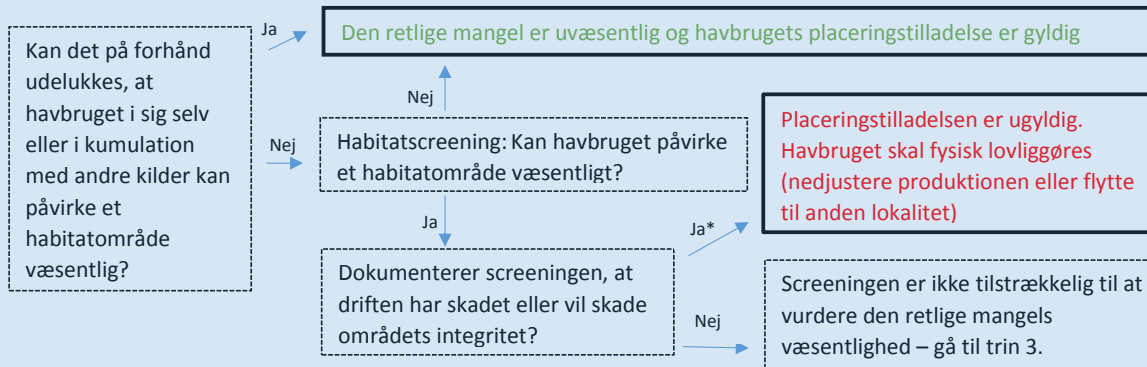 Kan det på forhånd
udelukkes, at
havbruget i sig selv
eller i kumulation
med andre kilder kan
påvirke et
habitatområde
væsentlig?
Ja
Den retlige mangel er uvæsentlig og havbrugets placeringstilladelse er gyldig
Nej
Nej
Habitatscreening: Kan havbruget påvirke
et habitatområde væsentligt?
Ja
Dokumenterer screeningen, at
driften har skadet eller vil skade
områdets integritet?
Ja*
Placeringstilladelsen er ugyldig.
Havbruget skal fysisk lovliggøres
(nedjustere produktionen eller flytte
til anden lokalitet)
Nej
Screeningen er ikke tilstrækkelig til at
vurdere den retlige mangels
væsentlighed – gå til trin 3.